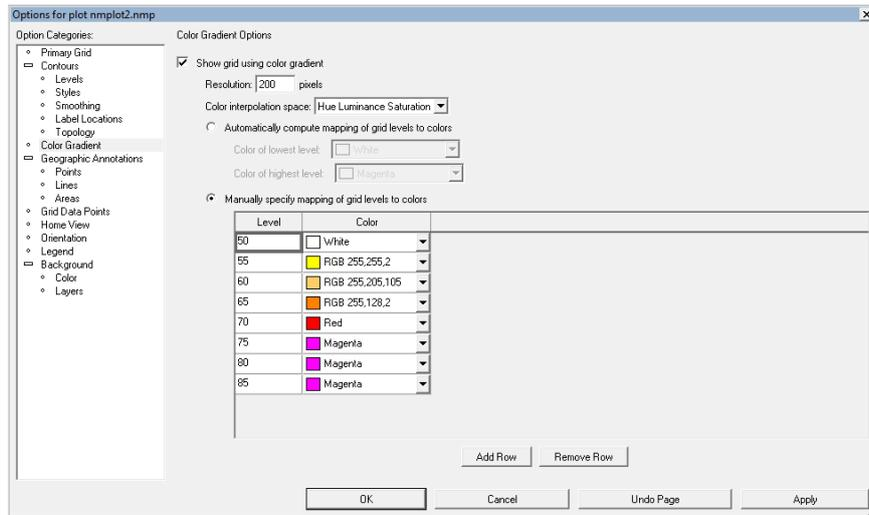 Options for plot nmplot2.nmp
Option Categories:
Primary Grid
Contours
Levels
Styles
Smoothing
Label Locations
Topology
Color Gradient
Geographic Annotations
Points
Lines
Areas
Grid Data Points
Home View
Orientation
Legend
Background
Color
Layers
Color Gradient Options
Show grid using color gradient
Resolution: 200 pixels
Color interpolation space: Hue Luminance Saturation
Automatically compute mapping of grid levels to colors
Color of lowest level: White
Color of highest level: Magenta
Manually specify mapping of grid levels to colors
Level Color
50 White
55 RGB 255,255,2
60 RGB 255,205,105
65 RGB 255,128,2
70 Red
75 Magenta
80 Magenta
85 Magenta
Add Row Remove Row
OK Cancel Undo Page Apply